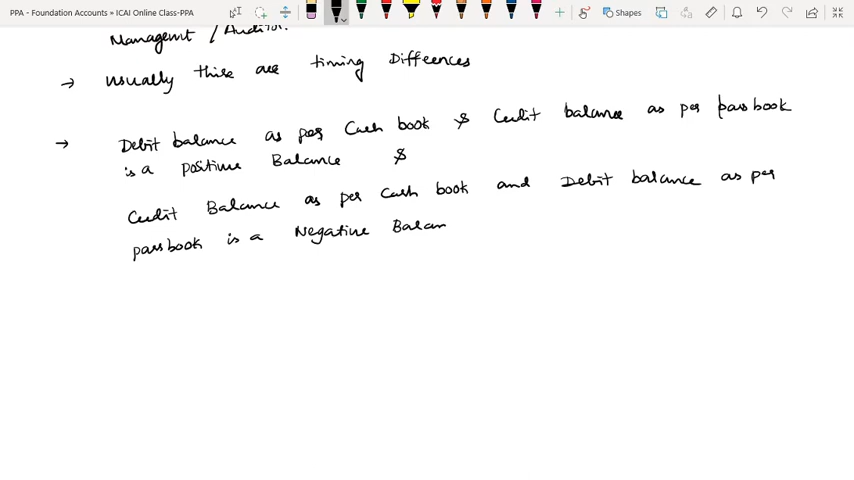 PPA - Foundation Accounts » ICAI Online Class-PPA
Shapes
Management / Auditor.
→ usually these are timing Differences
→ Debit balance as per Cash book & Credit balance as per passbook
is a positive Balance &
Credit Balance as per Cash book and Debit balance as per
passbook is a Negative Balan